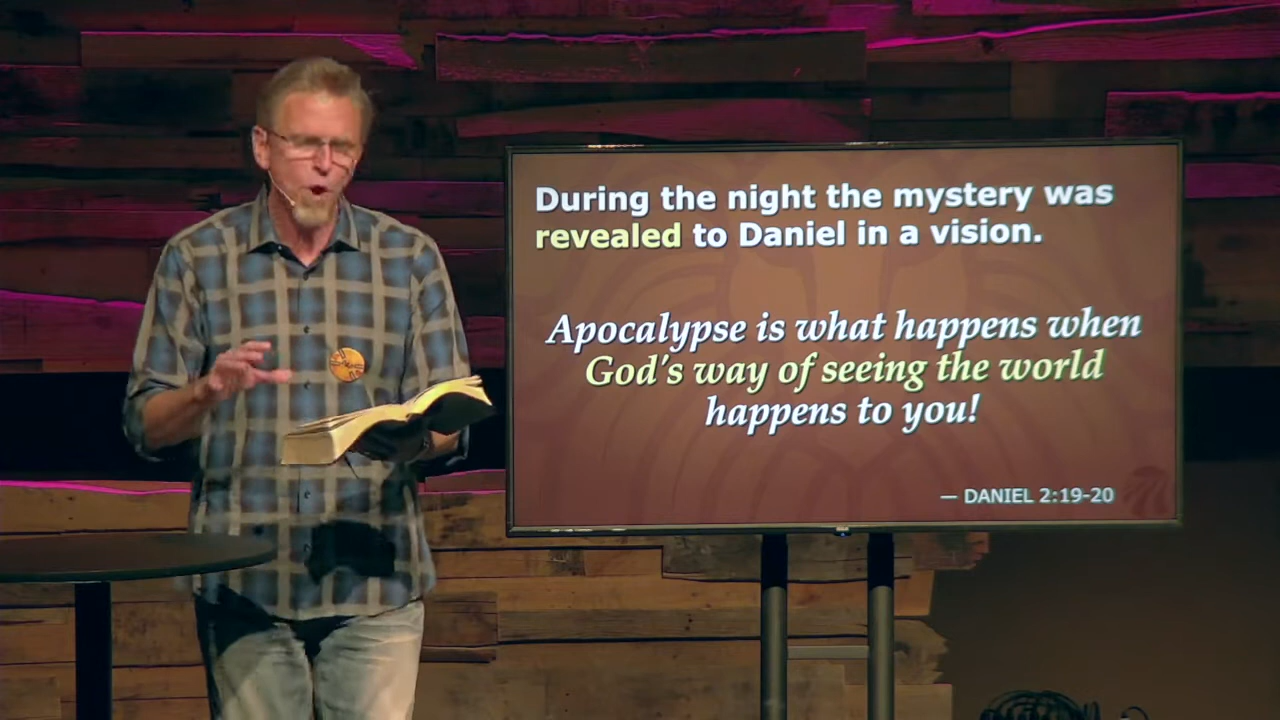 During the night the mystery was
revealed to Daniel in a vision.
Apocalypse is what happens when
God's way of seeing the world
happens to you!
— DANIEL 2:19-20